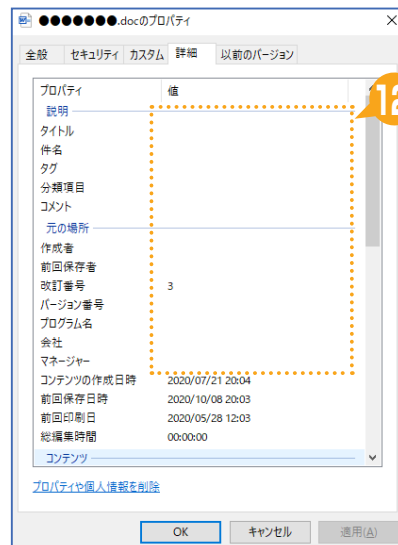 ●●●●●●●.docのプロパティ
全般 セキュリティ カスタム 詳細 以前のバージョン
プロパティ 値
12
説明
タイトル
件名
タグ
分類項目
コメント
元の場所
作成者
前回保存者
改訂番号 3
バージョン番号
プログラム名
会社
マネージャー
コンテンツの作成日時 2020/07/21 20:04
前回保存日時 2020/10/08 20:03
前回印刷日 2020/05/28 12:03
総編集時間 00:00:00
コンテンツ
プロパティや個人情報を削除
OK キャンセル 適用(A)